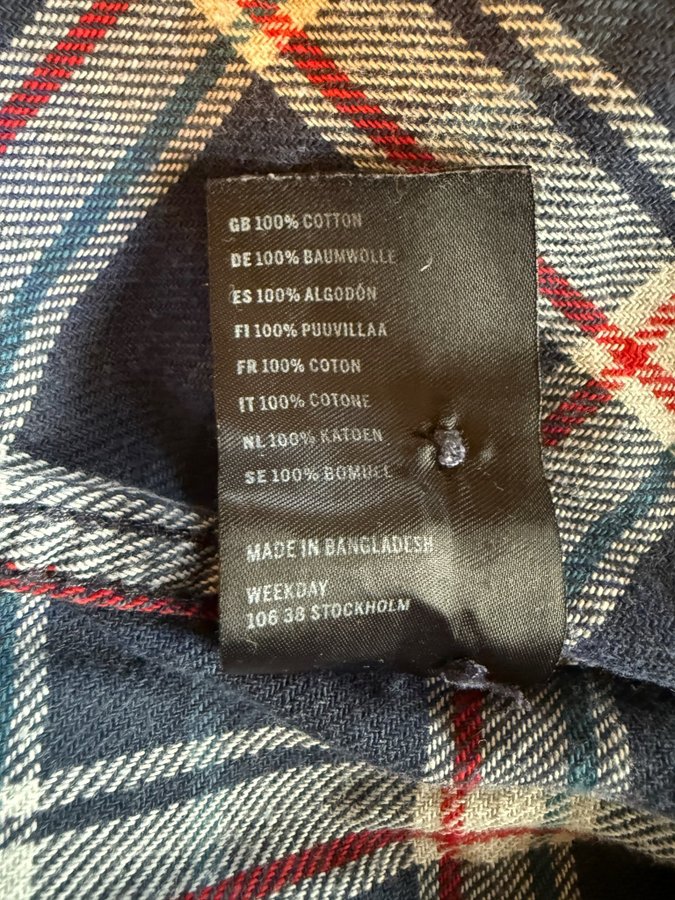 GB 100% COTTON
DE 100% BAUMWOLLE
ES 100% ALGODÓN
FI 100% PUUVILLAA
FR 100% COTON
IT 100% COTONE
NL 100% KATOEN
SE 100% BOMULL
MADE IN BANGLADESH
WEEKDAY
106 38 STOCKHOLM